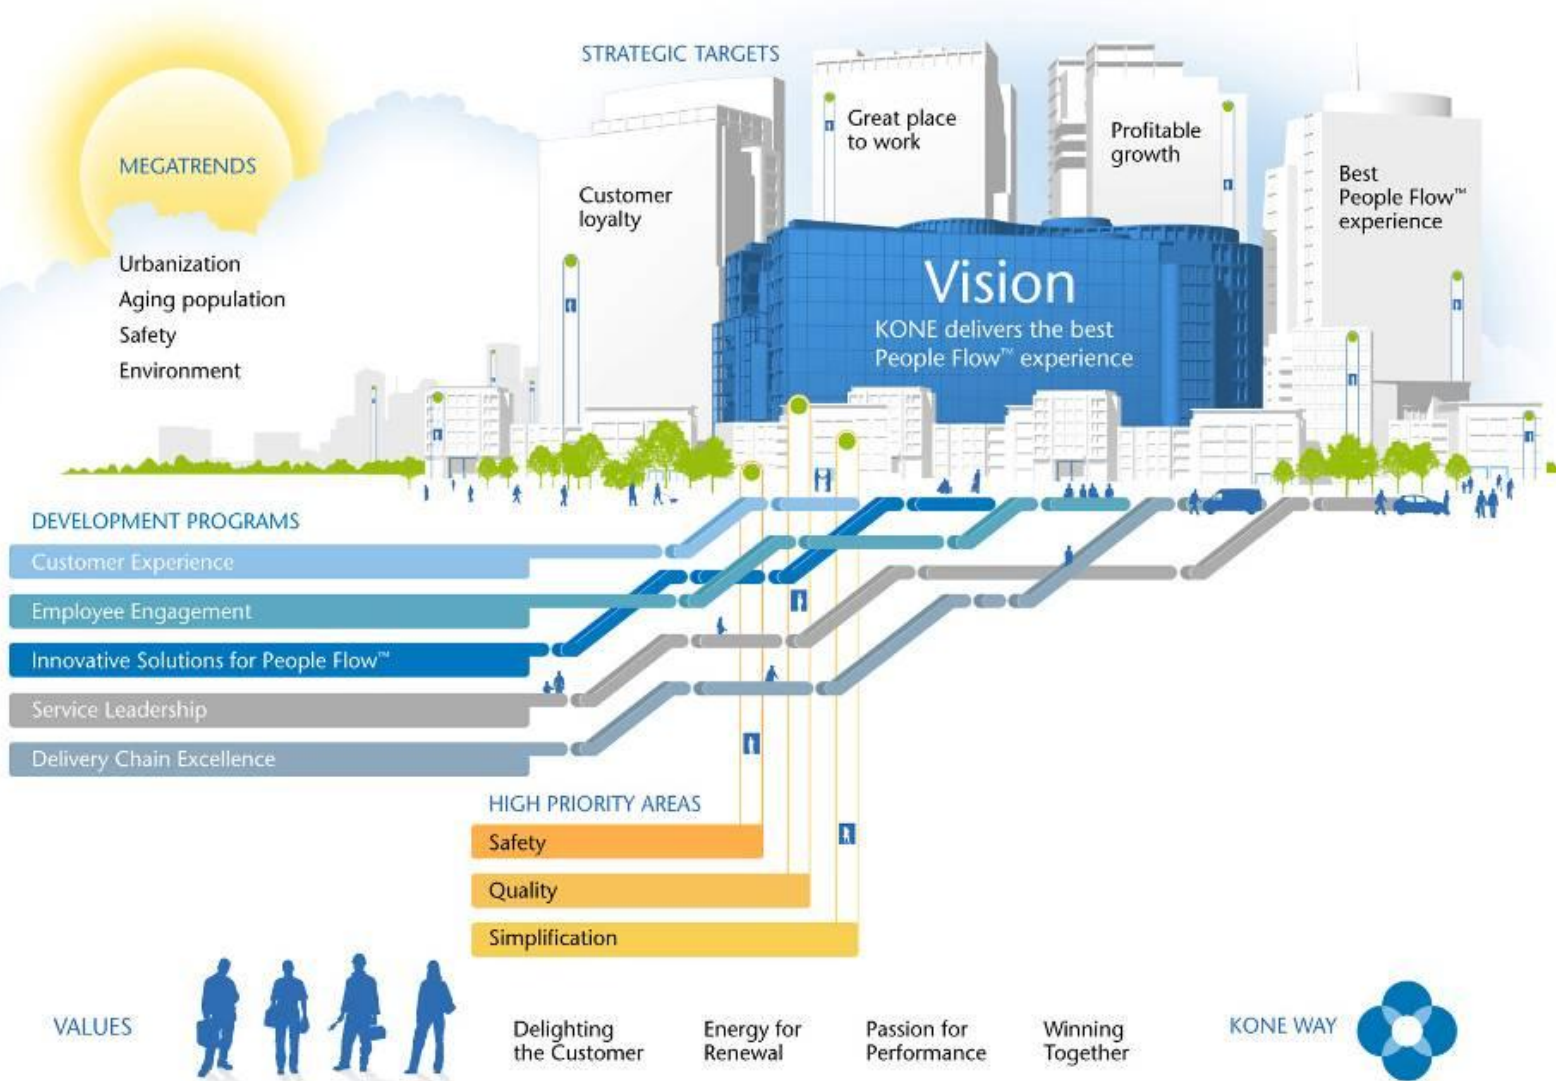 STRATEGIC TARGETS
MEGATRENDS
Urbanization
Aging population
Safety
Environment
Customer
loyalty
Great place
to work
Profitable
growth
Best
People Flow™
experience
Vision
KONE delivers the best
People Flow™ experience
DEVELOPMENT PROGRAMS
Customer Experience
Employee Engagement
Innovative Solutions for People Flow™
Service Leadership
Delivery Chain Excellence
HIGH PRIORITY AREAS
Safety
Quality
Simplification
VALUES
Delighting
the Customer
Energy for
Renewal
Passion for
Performance
Winning
Together
KONE WAY